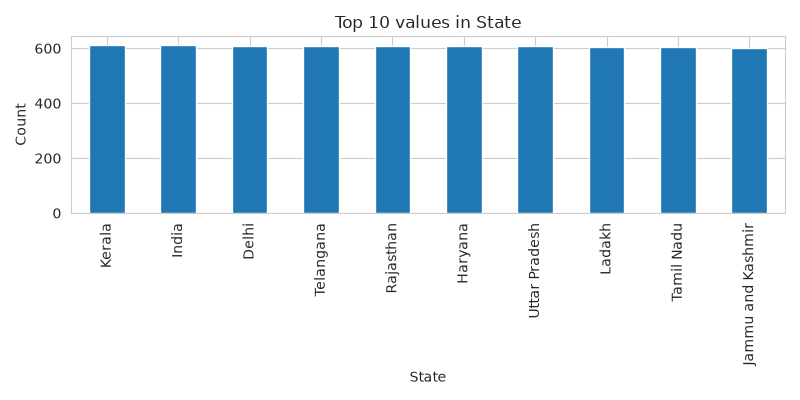 Top 10 values in State
Count
600
400
200
0
Kerala
India
Delhi
Telangana
Rajasthan
Haryana
Uttar Pradesh
Ladakh
Tamil Nadu
Jammu and Kashmir
State